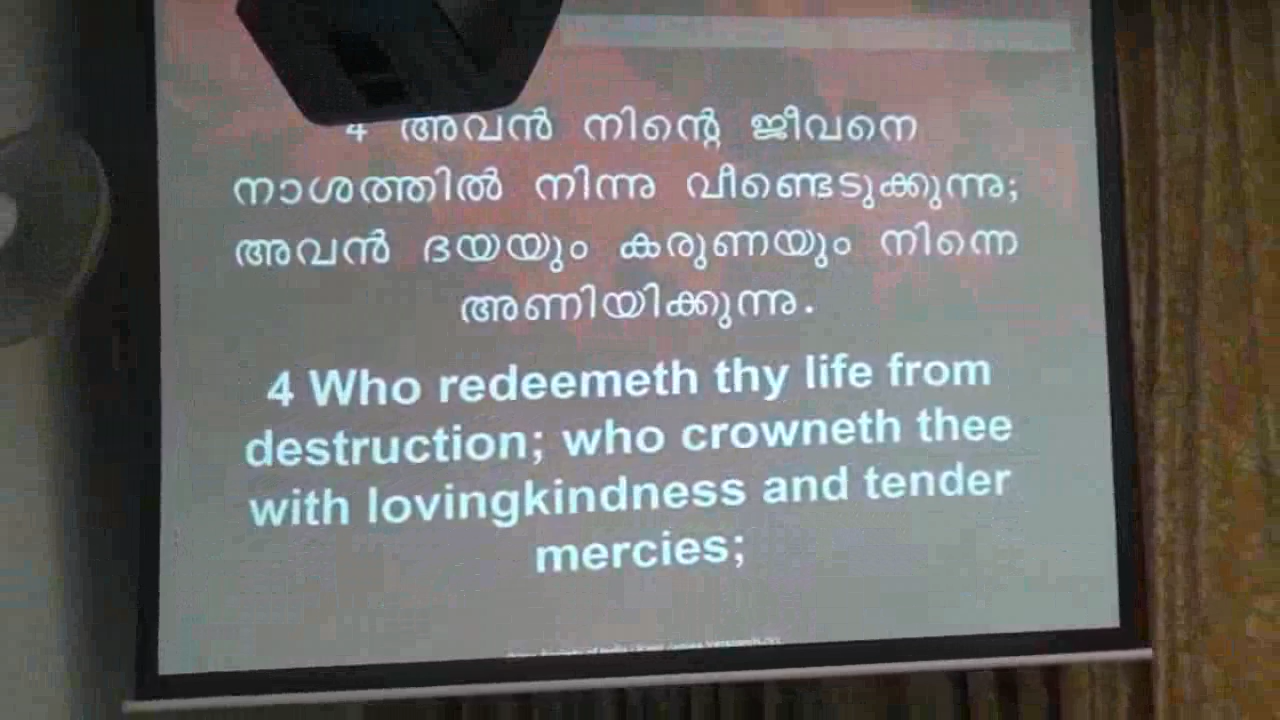 4 അവൻ നിന്റെ ജീവനെ
നാശത്തിൽ നിന്നു വീണ്ടെടുക്കുന്നു;
അവൻ ദയയും കരുണയും നിന്നെ
അണിയിക്കുന്നു.
4 Who redeemeth thy life from
destruction; who crowneth thee
with lovingkindness and tender
mercies;